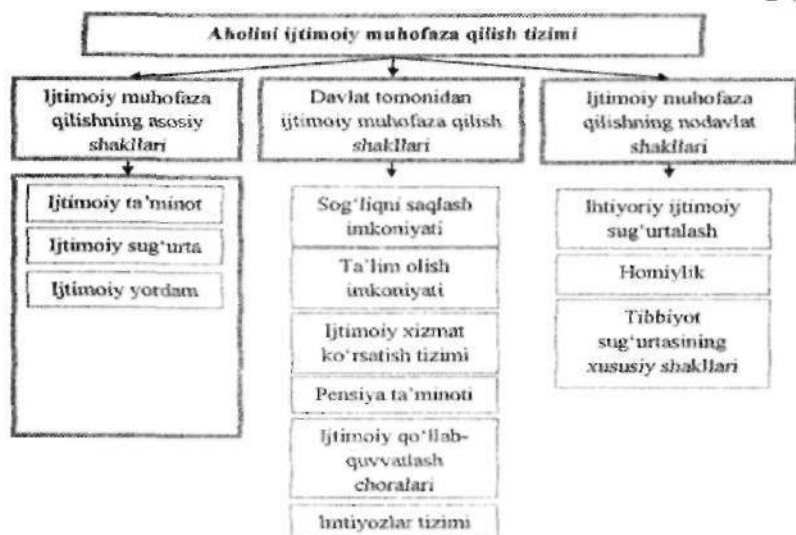 Aholini ijtimoiy muhofaza qilish tizimi
Ijtimoiy muhofaza
qilishning asosiy
shakllari
Ijtimoiy ta'minot
Ijtimoiy sug'urta
Ijtimoiy yordam
Davlat tomonidan
ijtimoiy muhofaza qilish
shakllari
Sog'liqni saqlash
imkoniyati
Ta'lim olish
imkoniyati
Ijtimoiy xizmat
ko'rsatish tizimi
Pensiya ta'minoti
Ijtimoiy qo'llab-
quvvatlash
choralari
Imtiyozlar tizimi
Ijtimoiy muhofaza
qilishning nodavlat
shakllari
Ihtiyoriy ijtimoiy
sug'urtalash
Homiylik
Tibbiyot
sug'urtasining
xususiy shakllari